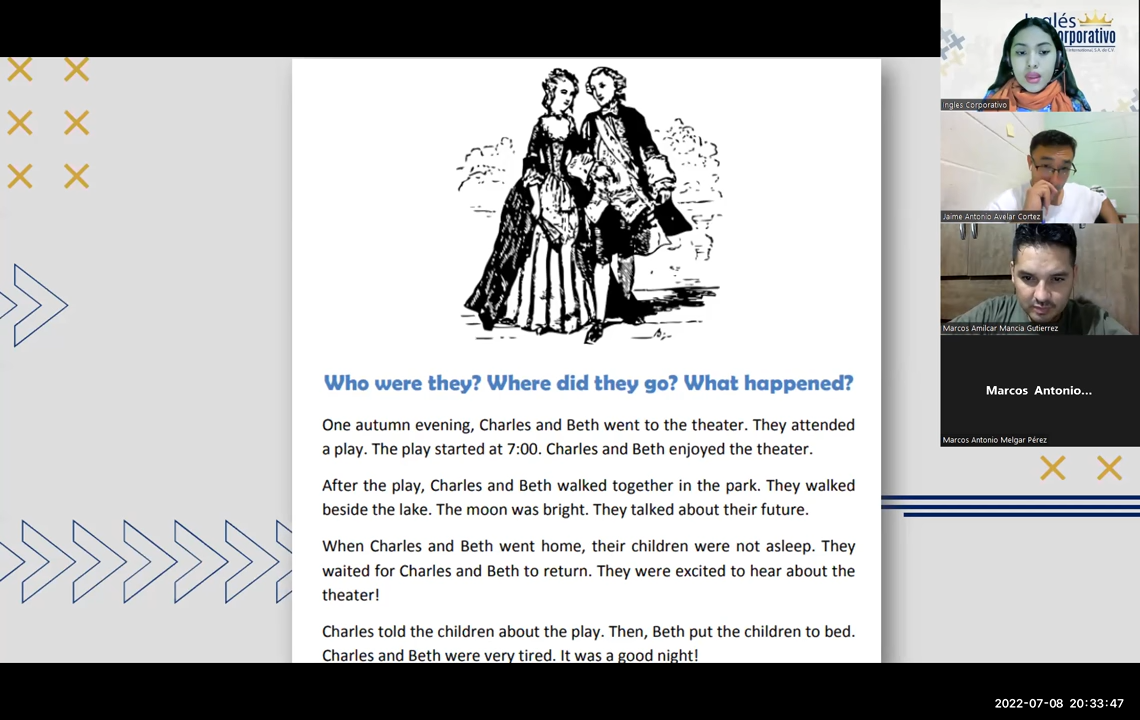 Inglés
Corporativo
Ingles Corporativo
Jaime Antonio Avelar Cortez
Marcos Amilcar Mancia Gutierrez
Marcos Antonio...
Marcos Antonio Melgar Pérez
Who were they? Where did they go? What happened?
One autumn evening, Charles and Beth went to the theater. They attended
a play. The play started at 7:00. Charles and Beth enjoyed the theater.
After the play, Charles and Beth walked together in the park. They walked
beside the lake. The moon was bright. They talked about their future.
When Charles and Beth went home, their children were not asleep. They
waited for Charles and Beth to return. They were excited to hear about the
theater!
Charles told the children about the play. Then, Beth put the children to bed.
Charles and Beth were very tired. It was a good night!
2022-07-08 20:33:47